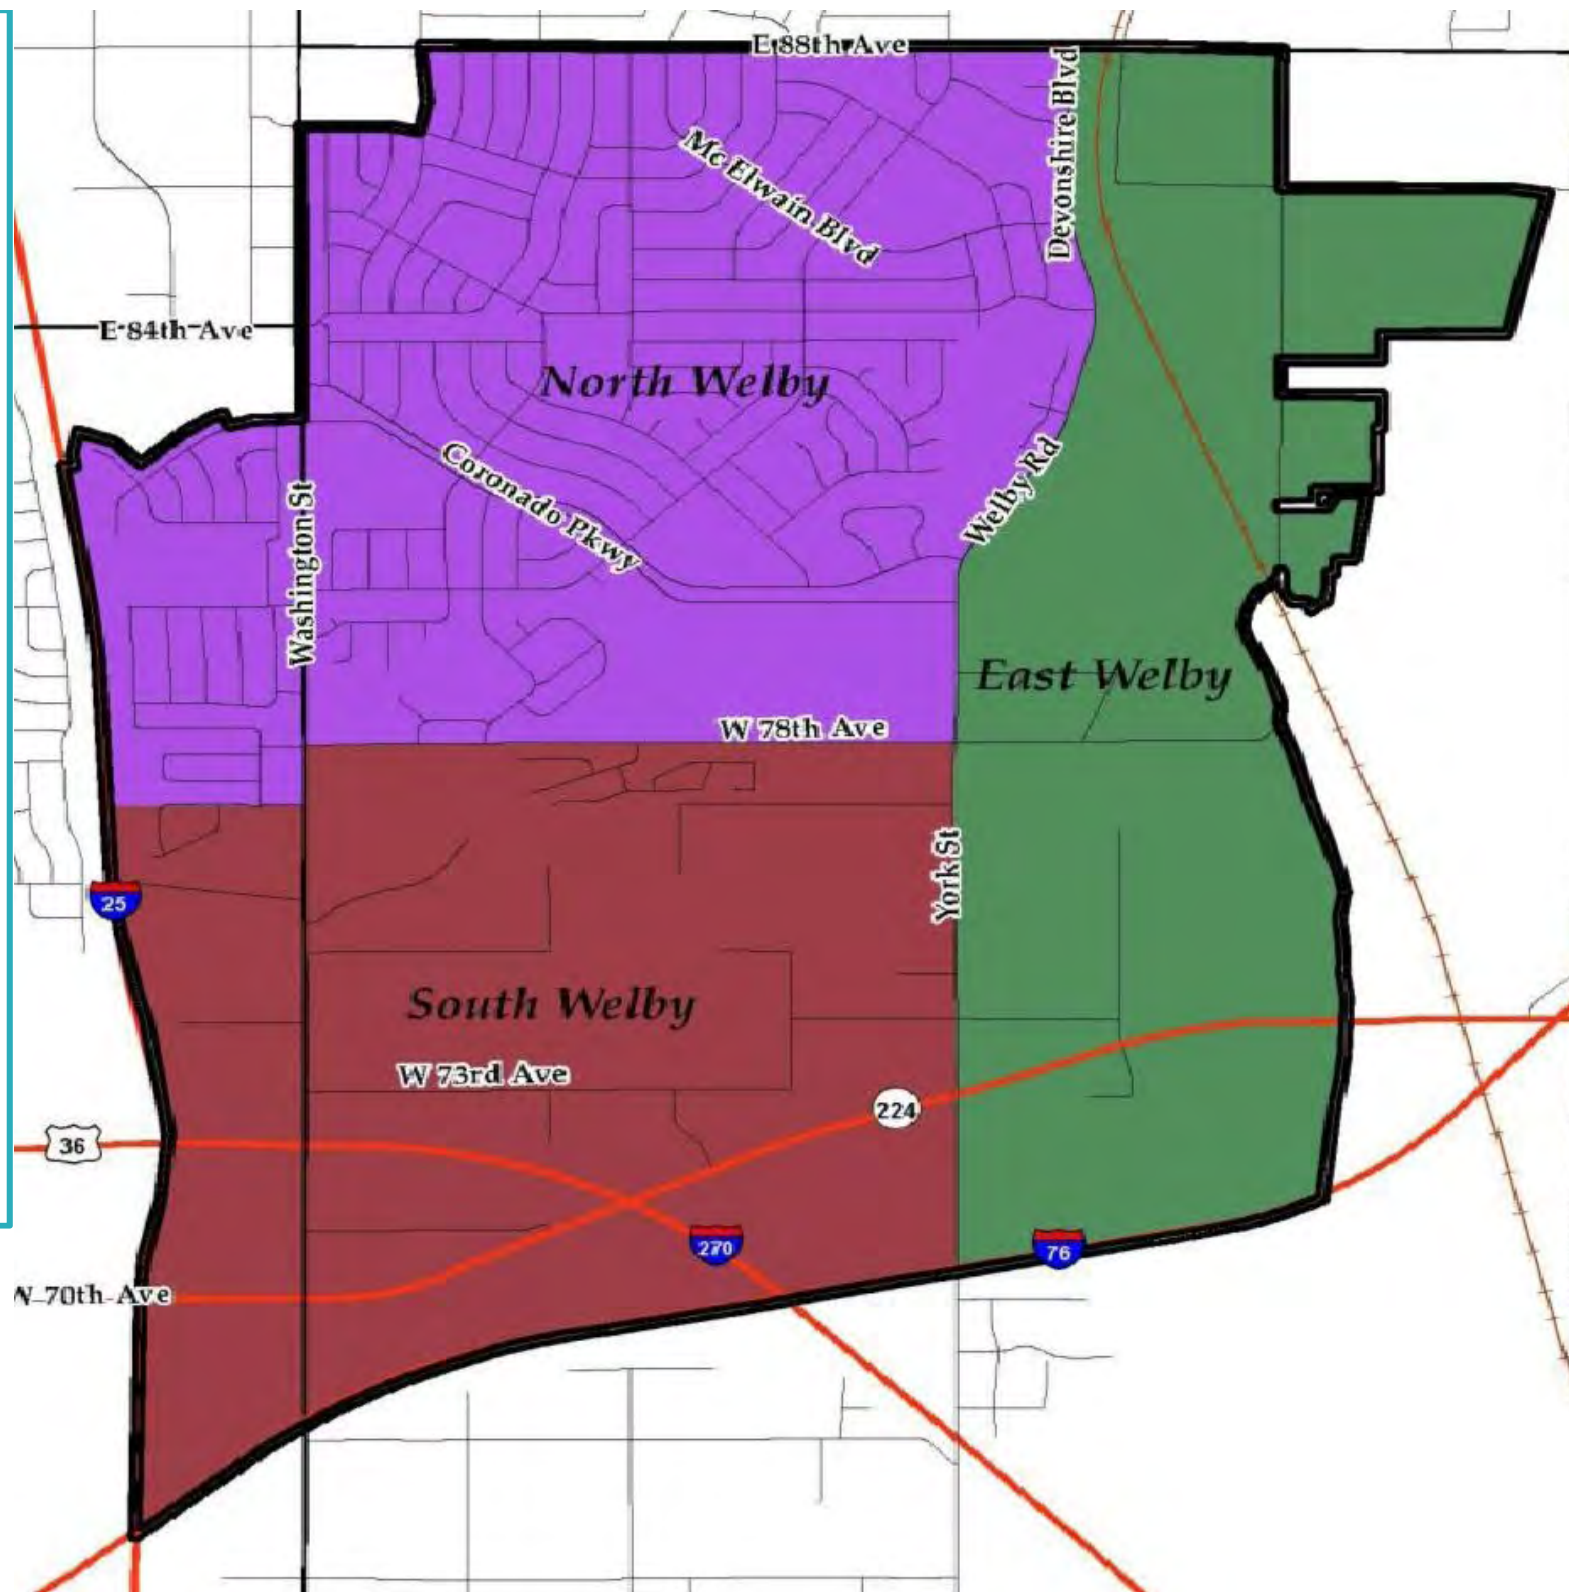 E 88th Ave
Devonshire Blvd
Mc Elwain Blvd
E 84th Ave
North Welby
Coronado Pkwy
Welby Rd
Washington St
East Welby
W 78th Ave
York St
25
South Welby
W 73rd Ave
224
36
270
76
W 70th Ave